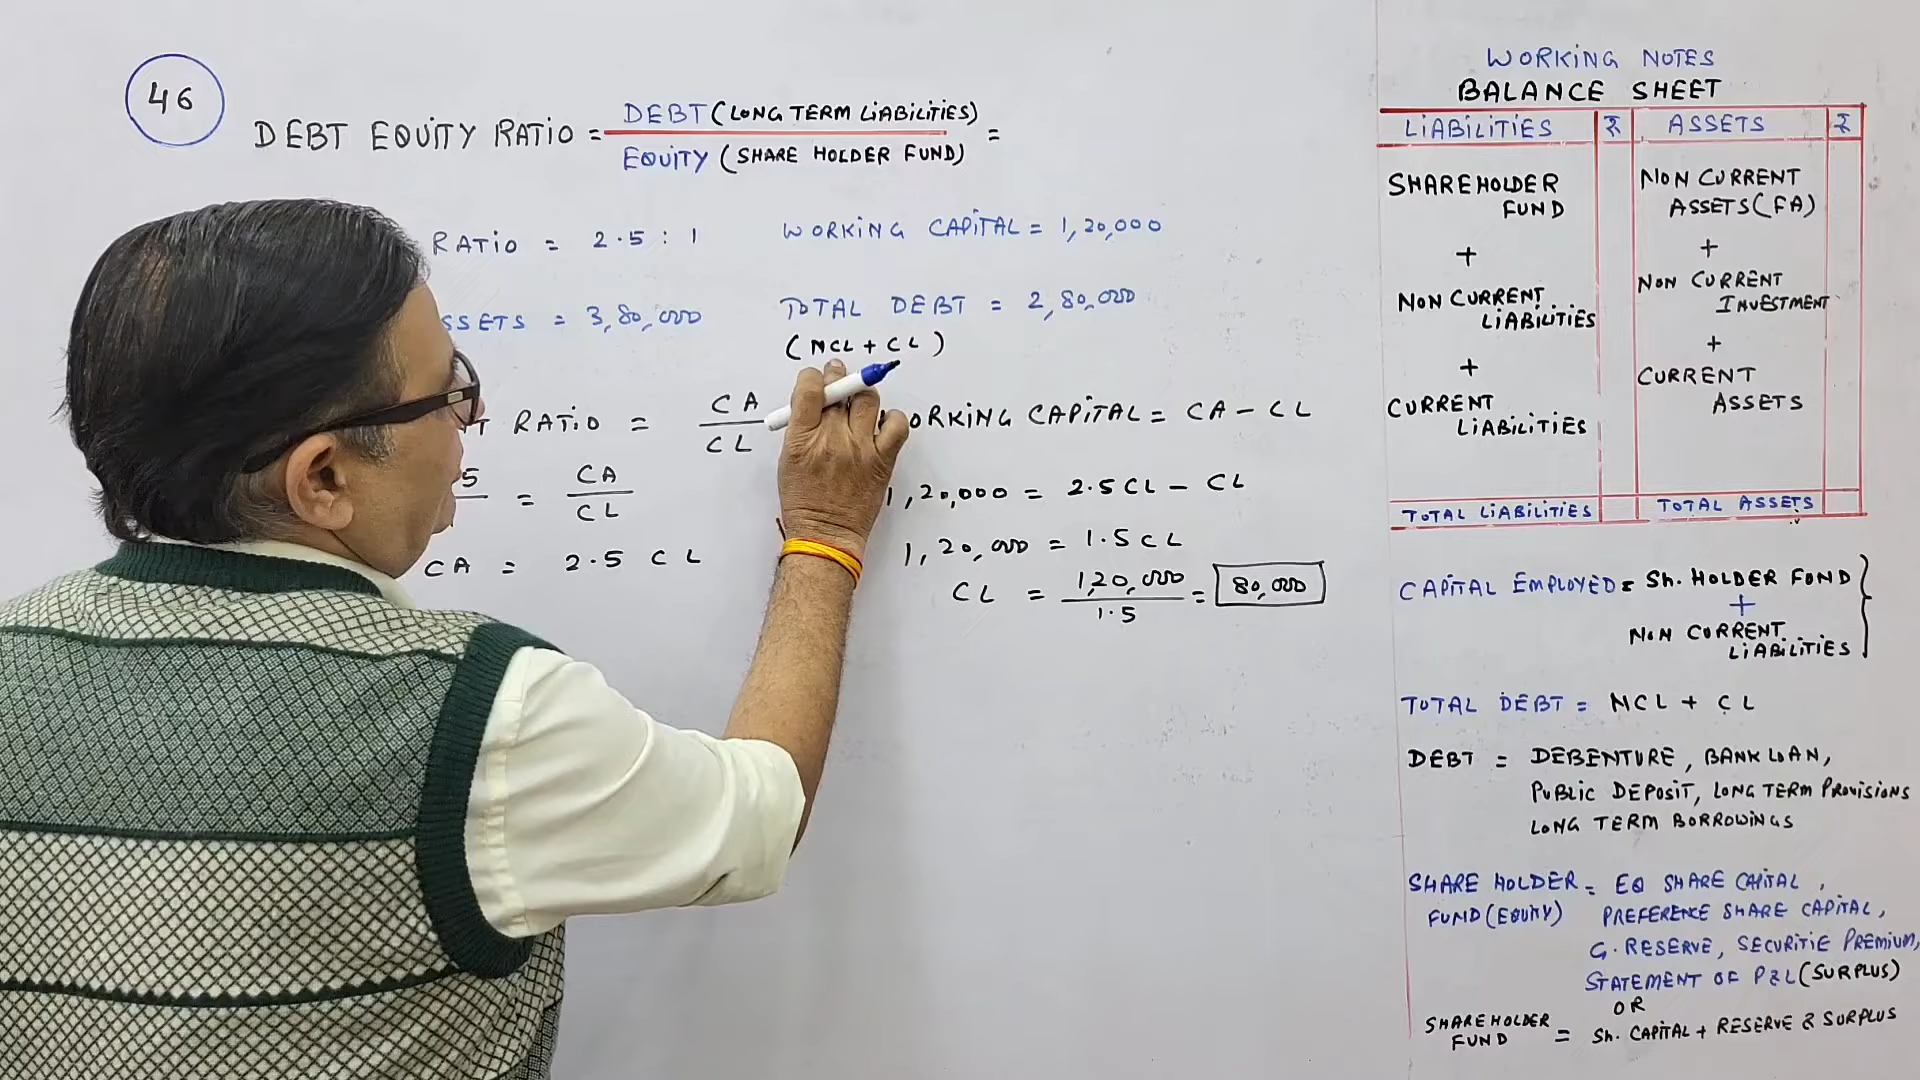 46
DEBT EQUITY RATIO = DEBT (LONG TERM LIABILITIES) =
EQUITY (SHARE HOLDER FUND)
RATIO = 2.5 : 1
WORKING CAPITAL = 1,20,000
SSETS = 3,80,000
TOTAL DEBT = 2,80,000
(NCL + CL)
T RATIO = CA
CL
5 = CA
CL
CA = 2.5 CL
ORKING CAPITAL = CA - CL
1,20,000 = 2.5 CL - CL
1,20,000 = 1.5 CL
CL = 120,000 = 80,000
1.5
WORKING NOTES
BALANCE SHEET
LIABILITIES ₹ ASSETS ₹
SHAREHOLDER
FUND
+
NON CURRENT
LIABILITIES
+
CURRENT
LIABILITIES
TOTAL LIABILITIES
NON CURRENT
ASSETS (FA)
+
NON CURRENT
INVESTMENT
+
CURRENT
ASSETS
TOTAL ASSETS
CAPITAL EMPLOYED = Sh. HOLDER FUND
+
NON CURRENT
LIABILITIES
TOTAL DEBT = NCL + CL
DEBT = DEBENTURE, BANK LOAN,
PUBLIC DEPOSIT, LONG TERM PROVISIONS
LONG TERM BORROWINGS
SHARE HOLDER = EQ SHARE CAPITAL,
FUND (EQUITY) PREFERENCE SHARE CAPITAL,
G. RESERVE, SECURITIE PREMIUM,
STATEMENT OF P&L (SURPLUS)
OR
SHAREHOLDER
FUND = Sh. CAPITAL + RESERVE & SURPLUS